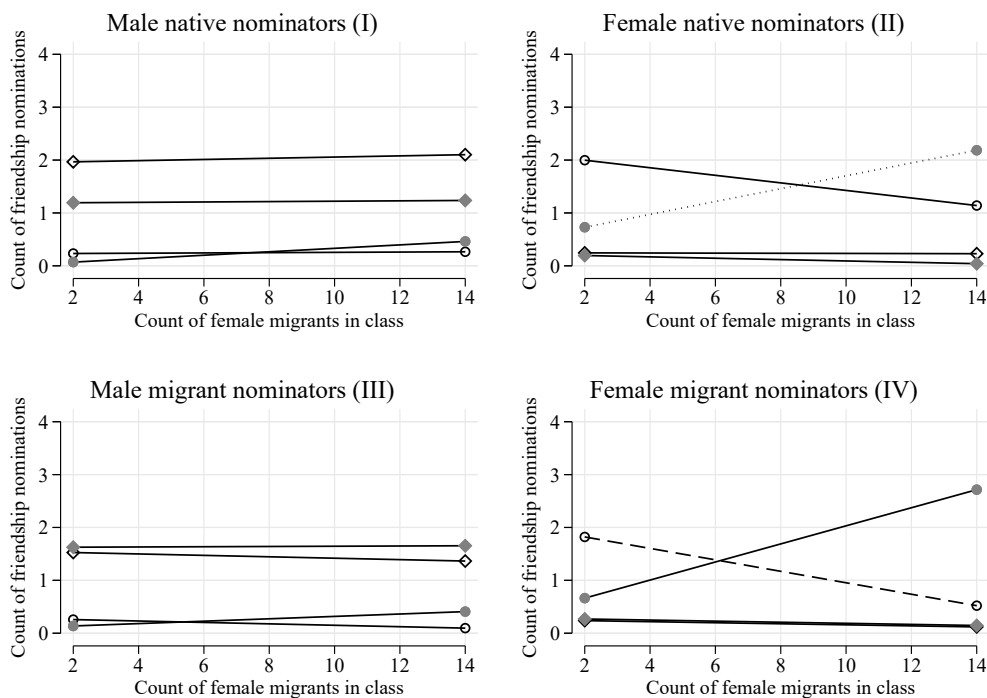 Male native nominators (I)
Count of friendship nominations
4
3
2
1
0
2 4 6 8 10 12 14
Count of female migrants in class
Female native nominators (II)
Count of friendship nominations
4
3
2
1
0
2 4 6 8 10 12 14
Count of female migrants in class
Male migrant nominators (III)
Count of friendship nominations
4
3
2
1
0
2 4 6 8 10 12 14
Count of female migrants in class
Female migrant nominators (IV)
Count of friendship nominations
4
3
2
1
0
2 4 6 8 10 12 14
Count of female migrants in class